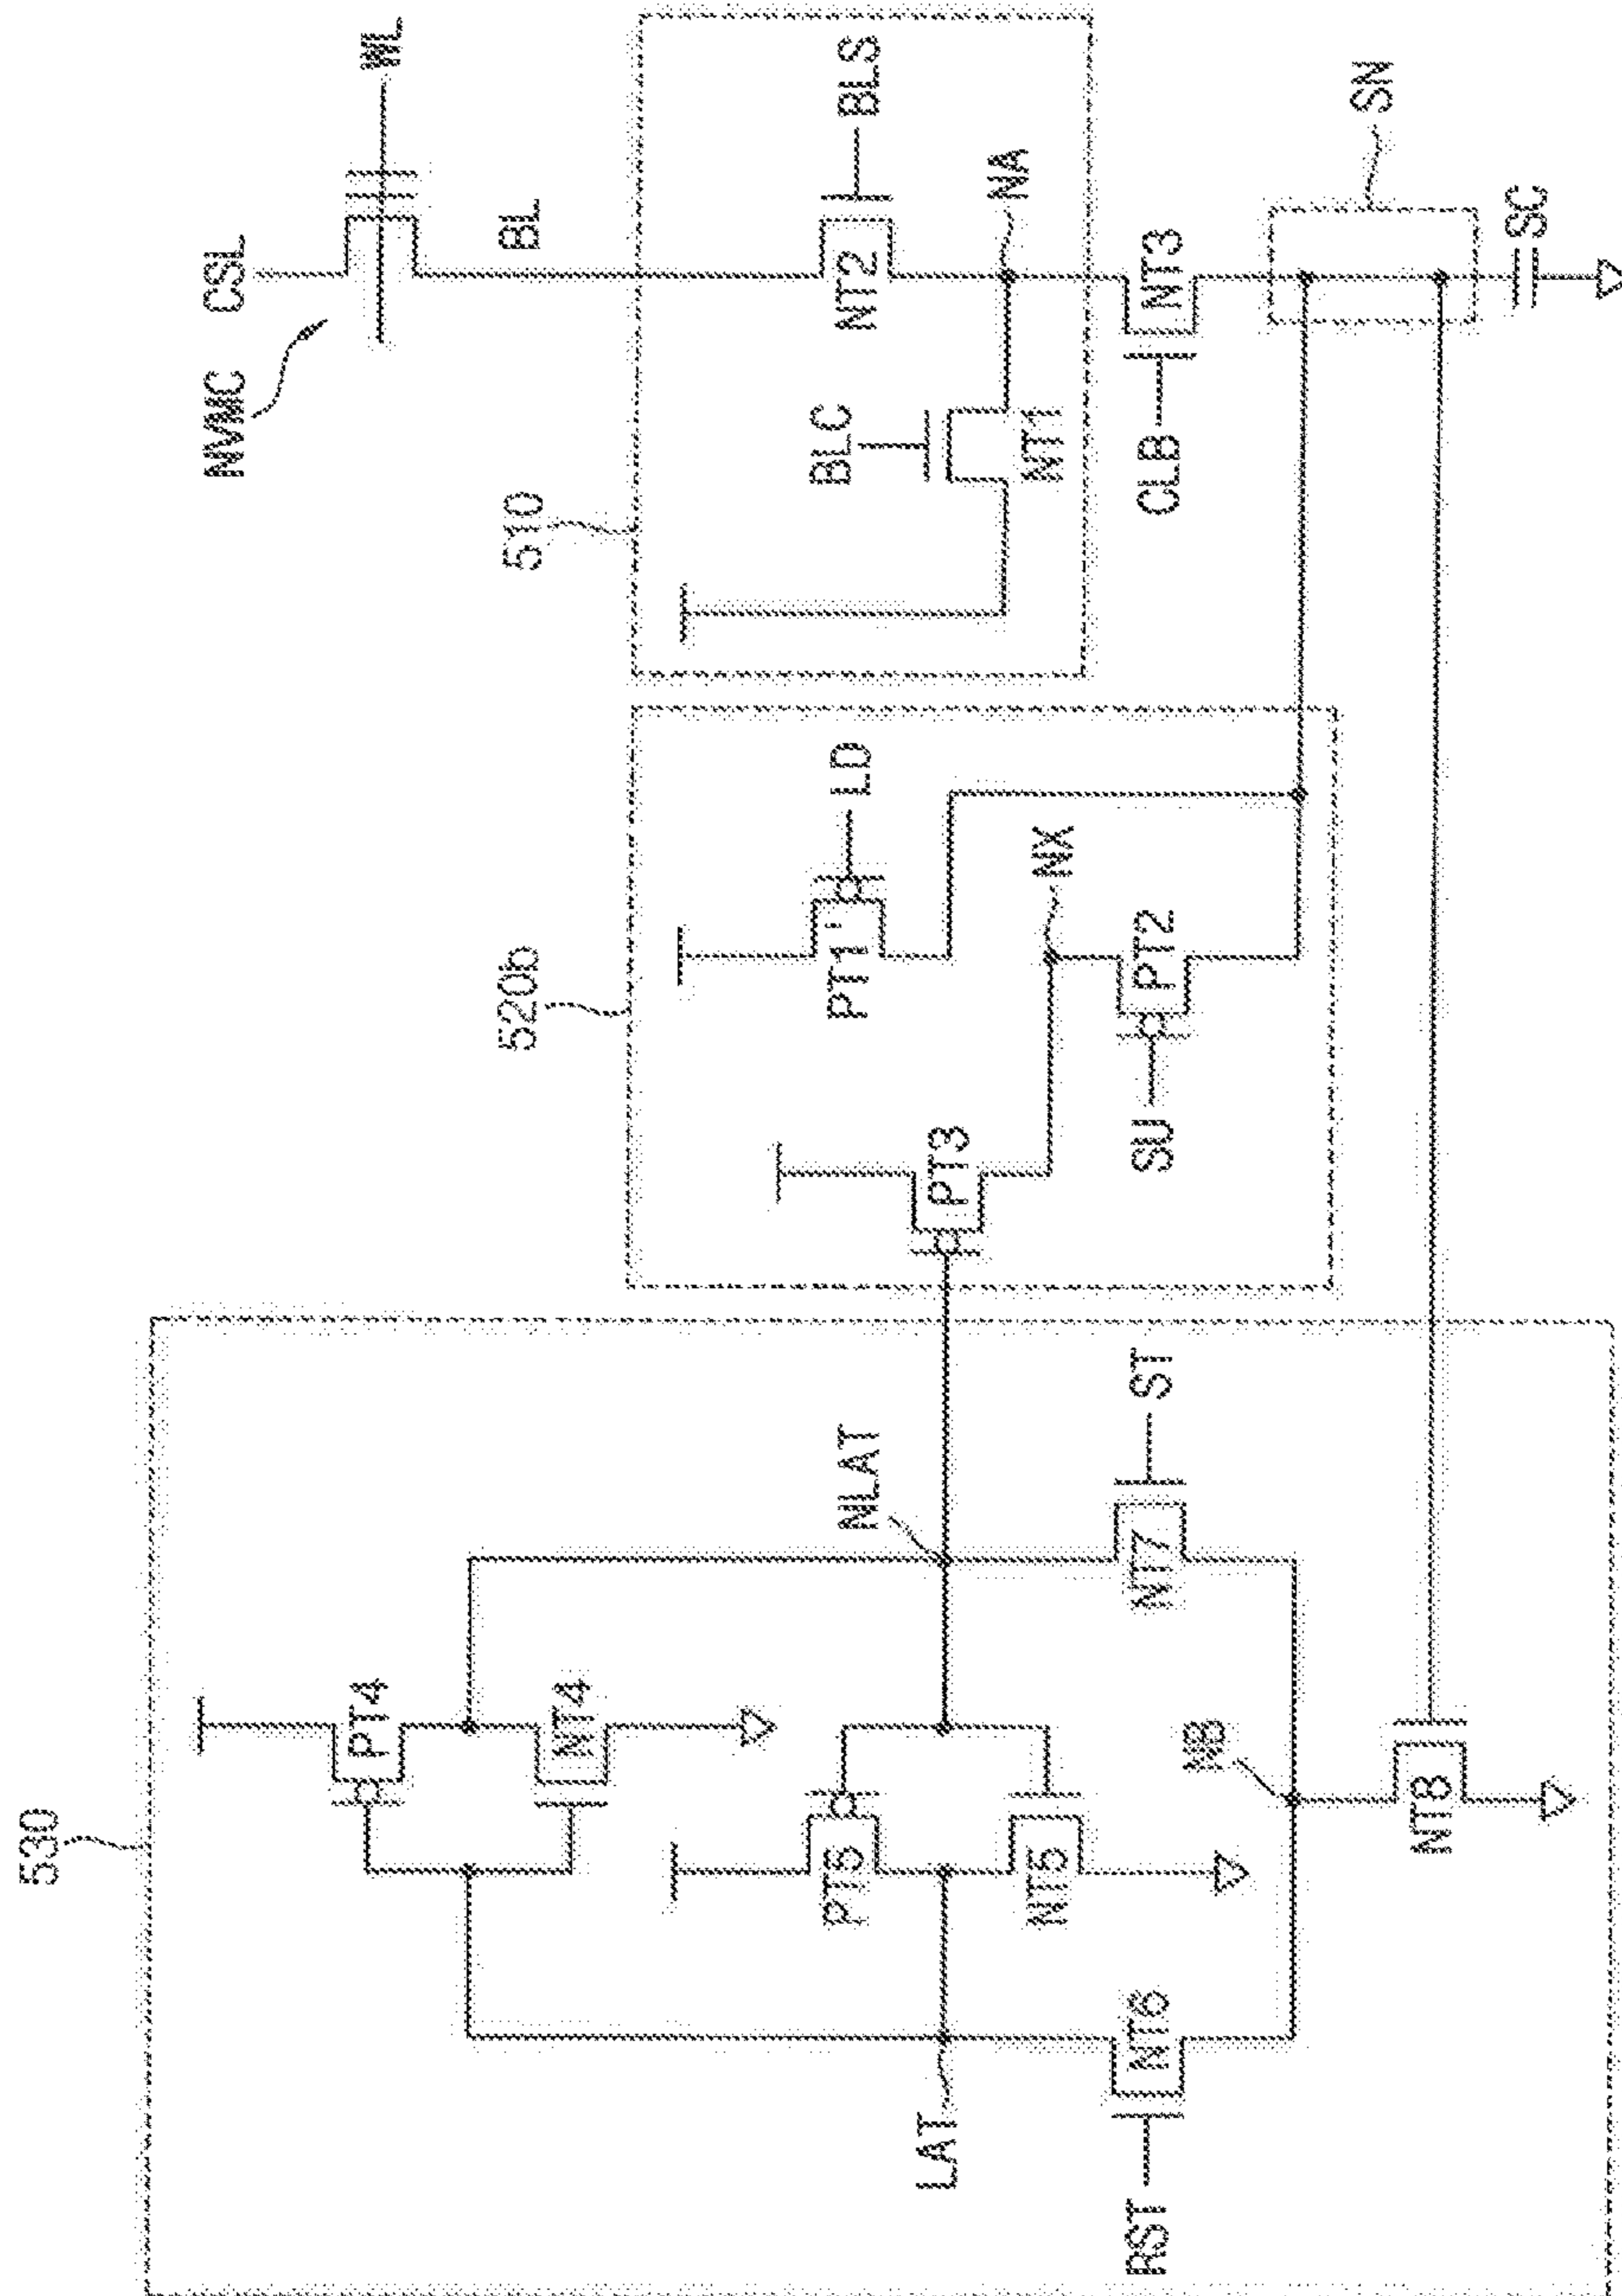 530
520b
510
NVMC
CSL
WL
BL
PT4
NT4
PT5
NLAT
PT3
PT1"
LD
BLC
NT2
BLS
LAT
NT5
NX
NT1
NA
RST
NT6
NB
NT7
ST
SU
PT2
CLB
NT3
SN
NT8
SC